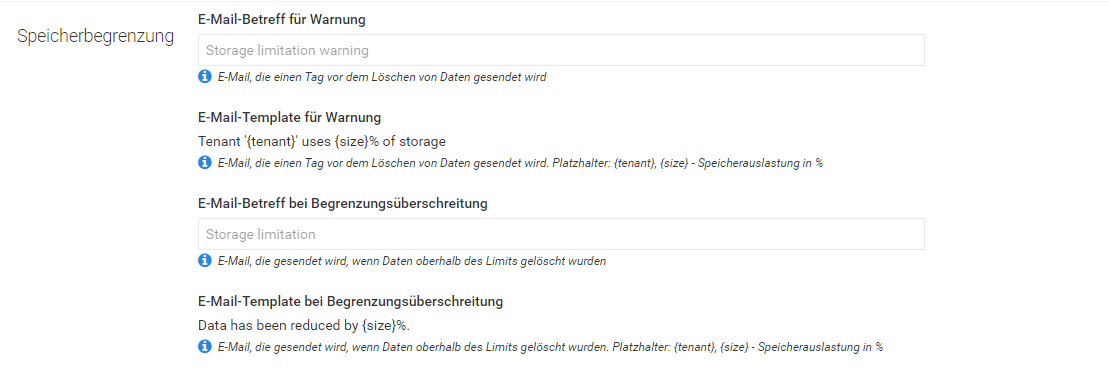 Speicherbegrenzung
E-Mail-Betreff für Warnung
Storage limitation warning
E-Mail, die einen Tag vor dem Löschen von Daten gesendet wird
E-Mail-Template für Warnung
Tenant '{tenant}' uses {size}% of storage
E-Mail, die einen Tag vor dem Löschen von Daten gesendet wird. Platzhalter: {tenant}, {size} - Speicherauslastung in %
E-Mail-Betreff bei Begrenzungsüberschreitung
Storage limitation
E-Mail, die gesendet wird, wenn Daten oberhalb des Limits gelöscht wurden
E-Mail-Template bei Begrenzungsüberschreitung
Data has been reduced by {size}%.
E-Mail, die gesendet wird, wenn Daten oberhalb des Limits gelöscht wurden. Platzhalter: {tenant}, {size} - Speicherauslastung in %